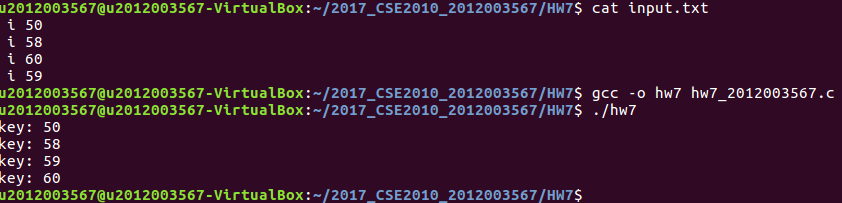 u2012003567@u2012003567-VirtualBox:~/2017_CSE2010_2012003567/HW7$ cat input.txt
i 50
i 58
i 60
i 59
u2012003567@u2012003567-VirtualBox:~/2017_CSE2010_2012003567/HW7$ gcc -o hw7 hw7_2012003567.c
u2012003567@u2012003567-VirtualBox:~/2017_CSE2010_2012003567/HW7$ ./hw7
key: 50
key: 58
key: 59
key: 60
u2012003567@u2012003567-VirtualBox:~/2017_CSE2010_2012003567/HW7$